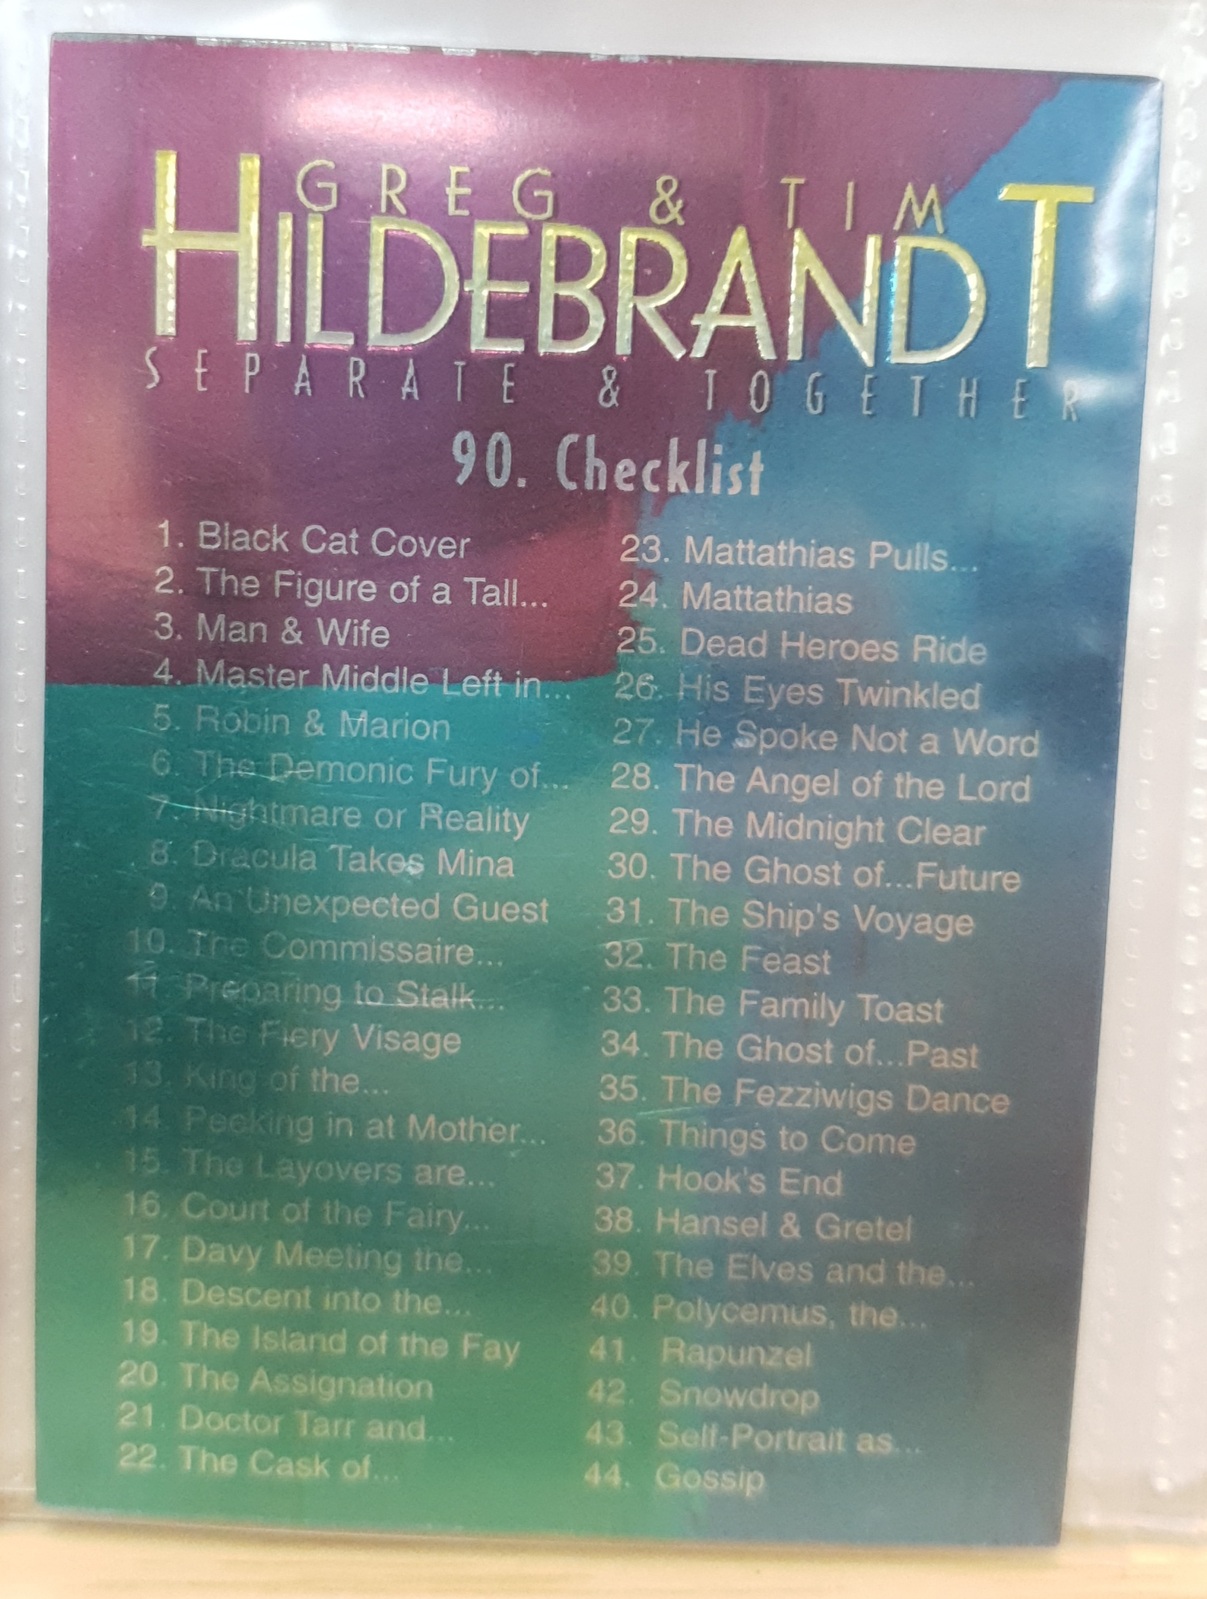 GREG & TIM
HILDEBRANDT
SEPARATE & TOGETHER
90. Checklist
1. Black Cat Cover
2. The Figure of a Tall...
3. Man & Wife
4. Master Middle Left in...
5. Robin & Marion
6. The Demonic Fury of...
7. Nightmare or Reality
8. Dracula Takes Mina
9. An Unexpected Guest
10. The Commissaire...
11. Preparing to Stalk...
12. The Fiery Visage
13. King of the...
14. Peeking in at Mother...
15. The Layovers are...
16. Court of the Fairy...
17. Davy Meeting the...
18. Descent into the...
19. The Island of the Fay
20. The Assignation
21. Doctor Tarr and...
22. The Cask of...
23. Mattathias Pulls...
24. Mattathias
25. Dead Heroes Ride
26. His Eyes Twinkled
27. He Spoke Not a Word
28. The Angel of the Lord
29. The Midnight Clear
30. The Ghost of...Future
31. The Ship's Voyage
32. The Feast
33. The Family Toast
34. The Ghost of...Past
35. The Fezziwigs Dance
36. Things to Come
37. Hook's End
38. Hansel & Gretel
39. The Elves and the...
40. Polycemus, the...
41. Rapunzel
42. Snowdrop
43. Self-Portrait as...
44. Gossip